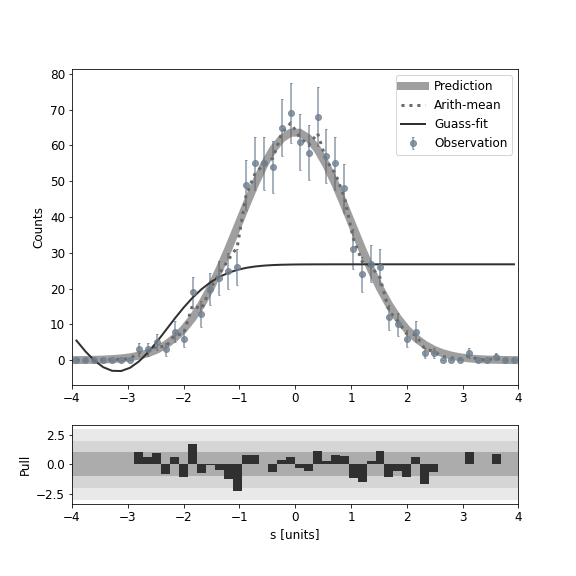 80
70
60
50
40
30
20
10
0
Counts
Prediction
Arith-mean
Guass-fit
Observation
−4 −3 −2 −1 0 1 2 3 4
2.5
0.0
−2.5
Pull
−4 −3 −2 −1 0 1 2 3 4
s [units]